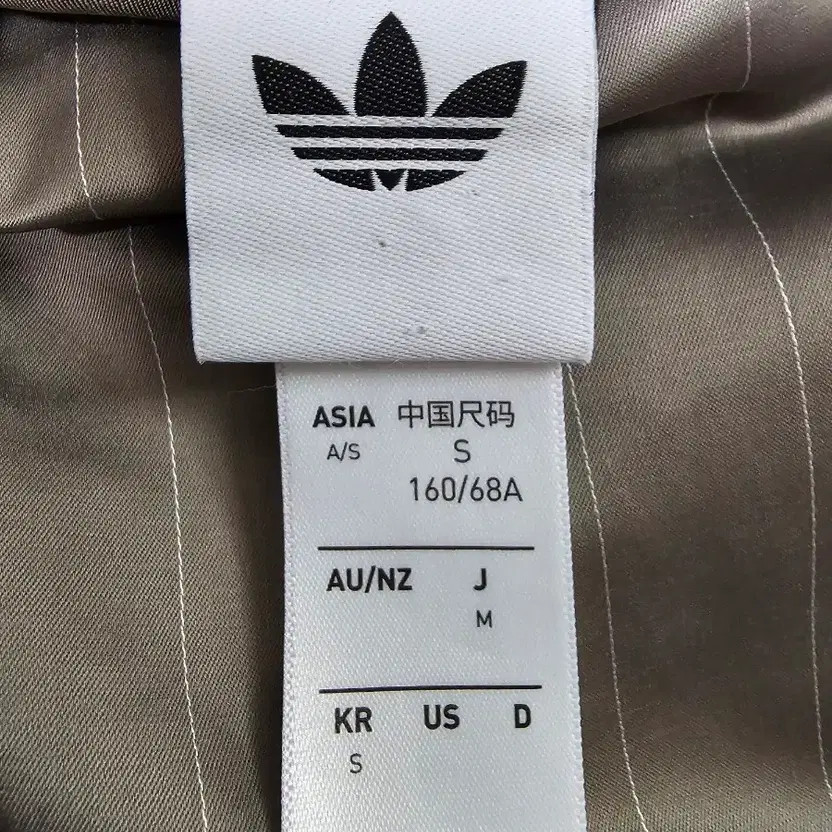 ASIA 中国尺码
A/S S
160/68A
AU/NZ J
M
KR US D
S